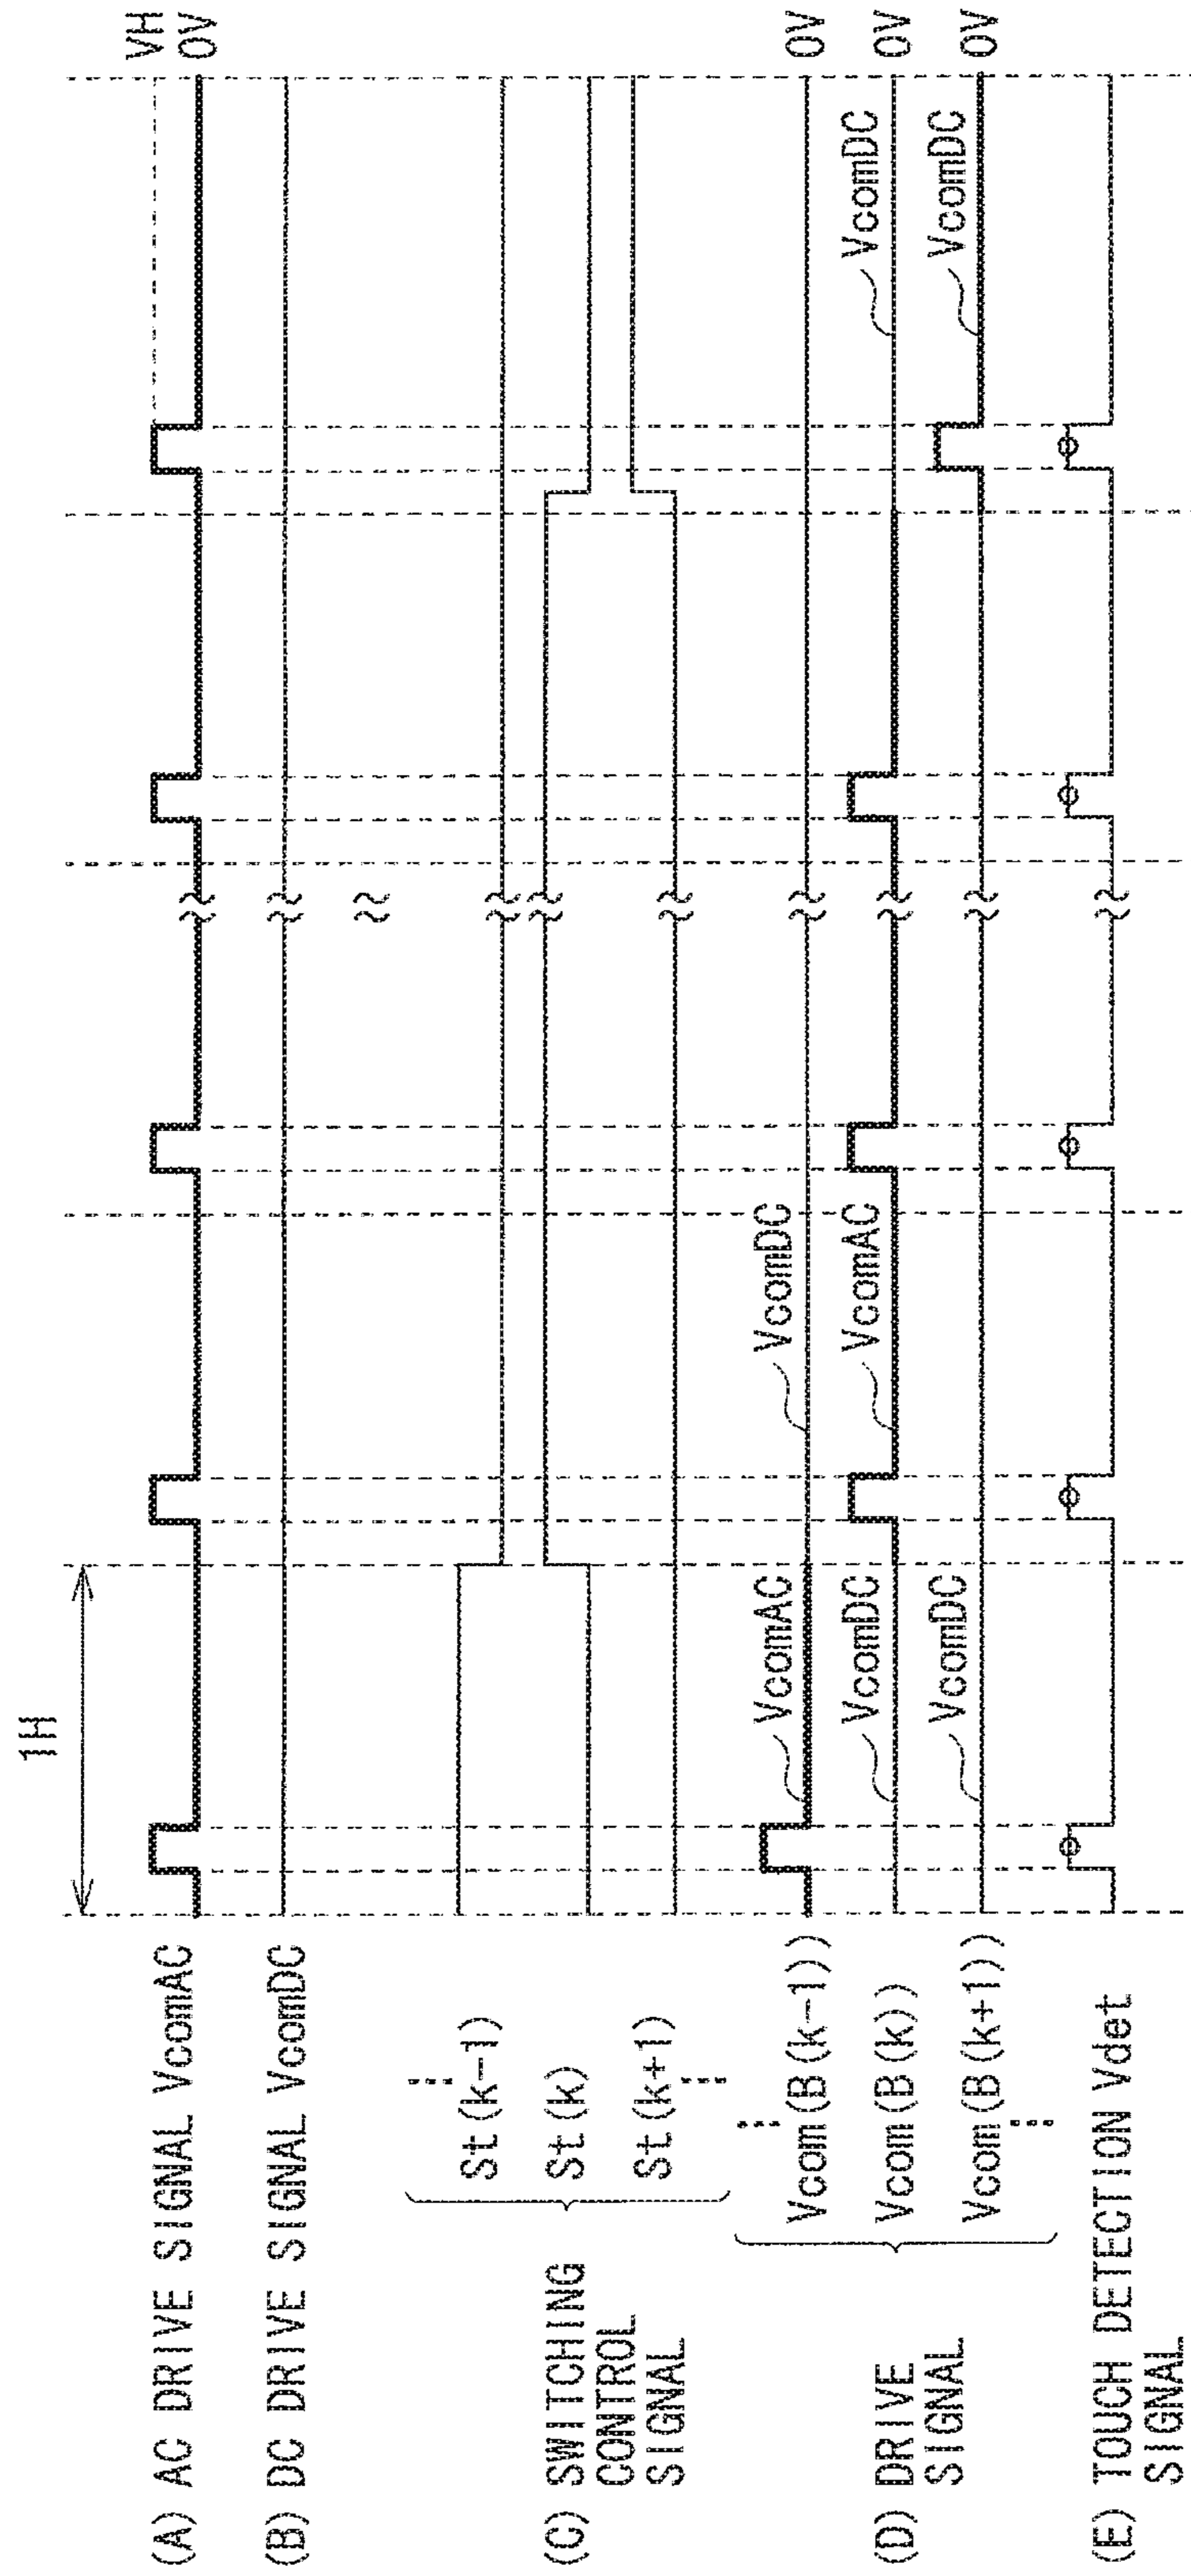 1H
VH
0V
(A) AC DRIVE SIGNAL VcomAC
(B) DC DRIVE SIGNAL VcomDC
(C) SWITCHING
CONTROL
SIGNAL
St(k-1)
St(k)
St(k+1)
(D) DRIVE
SIGNAL
Vcom(B(k-1))
Vcom(B(k))
Vcom(B(k+1))
VcomAC
VcomDC
0V
VcomDC
VcomAC
VcomDC
0V
VcomDC
VcomDC
0V
(E) TOUCH DETECTION Vdet
SIGNAL